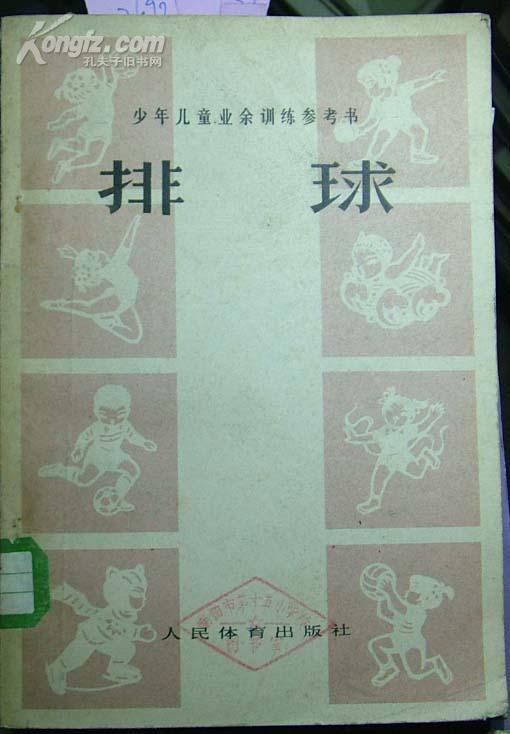 Kongfz.com
孔夫子旧书网
少年儿童业余训练参考书
排 球
人民体育出版社